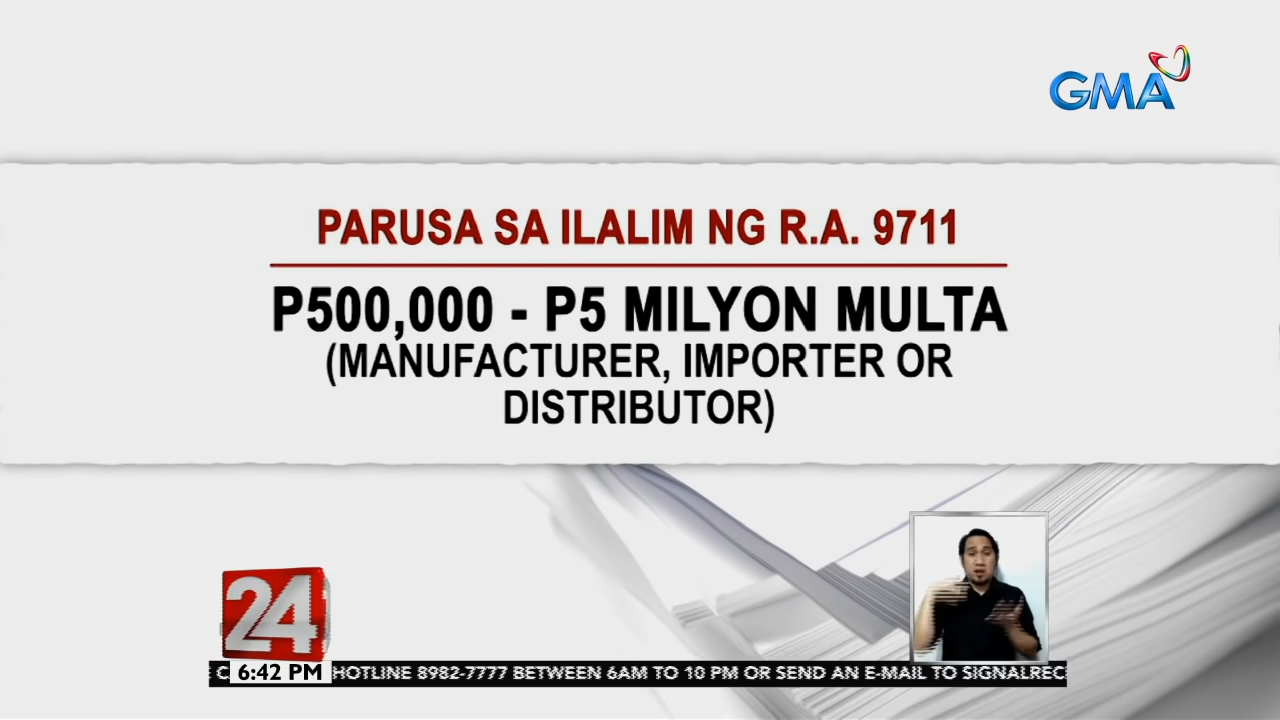 GMA
PARUSA SA ILALIM NG R.A. 9711
P500,000 - P5 MILYON MULTA
(MANUFACTURER, IMPORTER OR
DISTRIBUTOR)
24
6:42 PM HOTLINE 8982-7777 BETWEEN 6AM TO 10 PM OR SEND AN E-MAIL TO